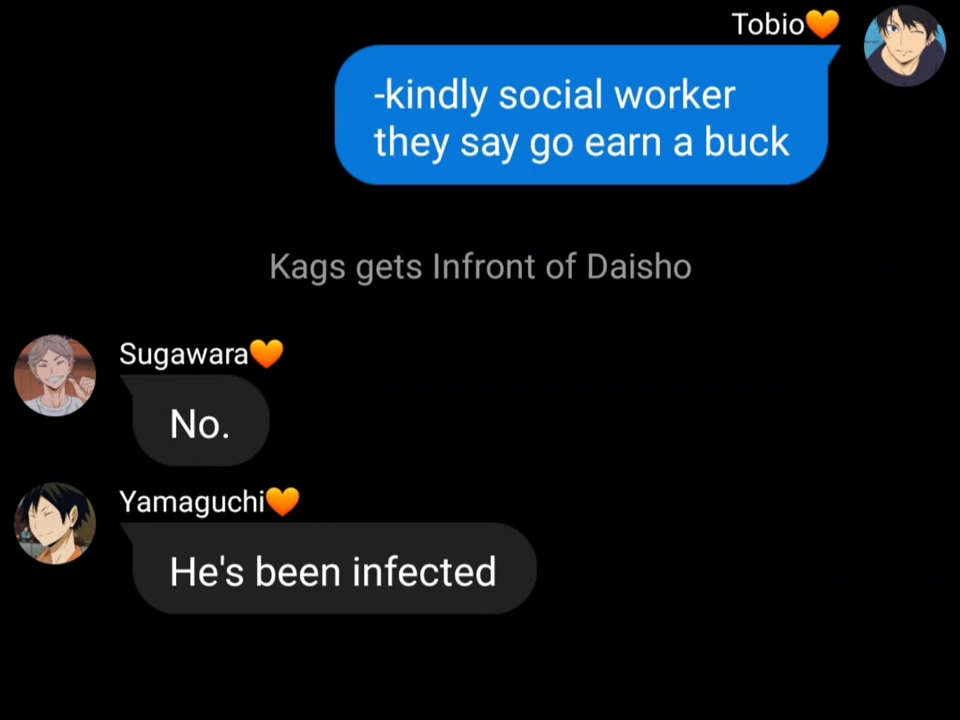 Tobio🧡
-kindly social worker
they say go earn a buck
Kags gets Infront of Daisho
Sugawara🧡
No.
Yamaguchi🧡
He's been infected